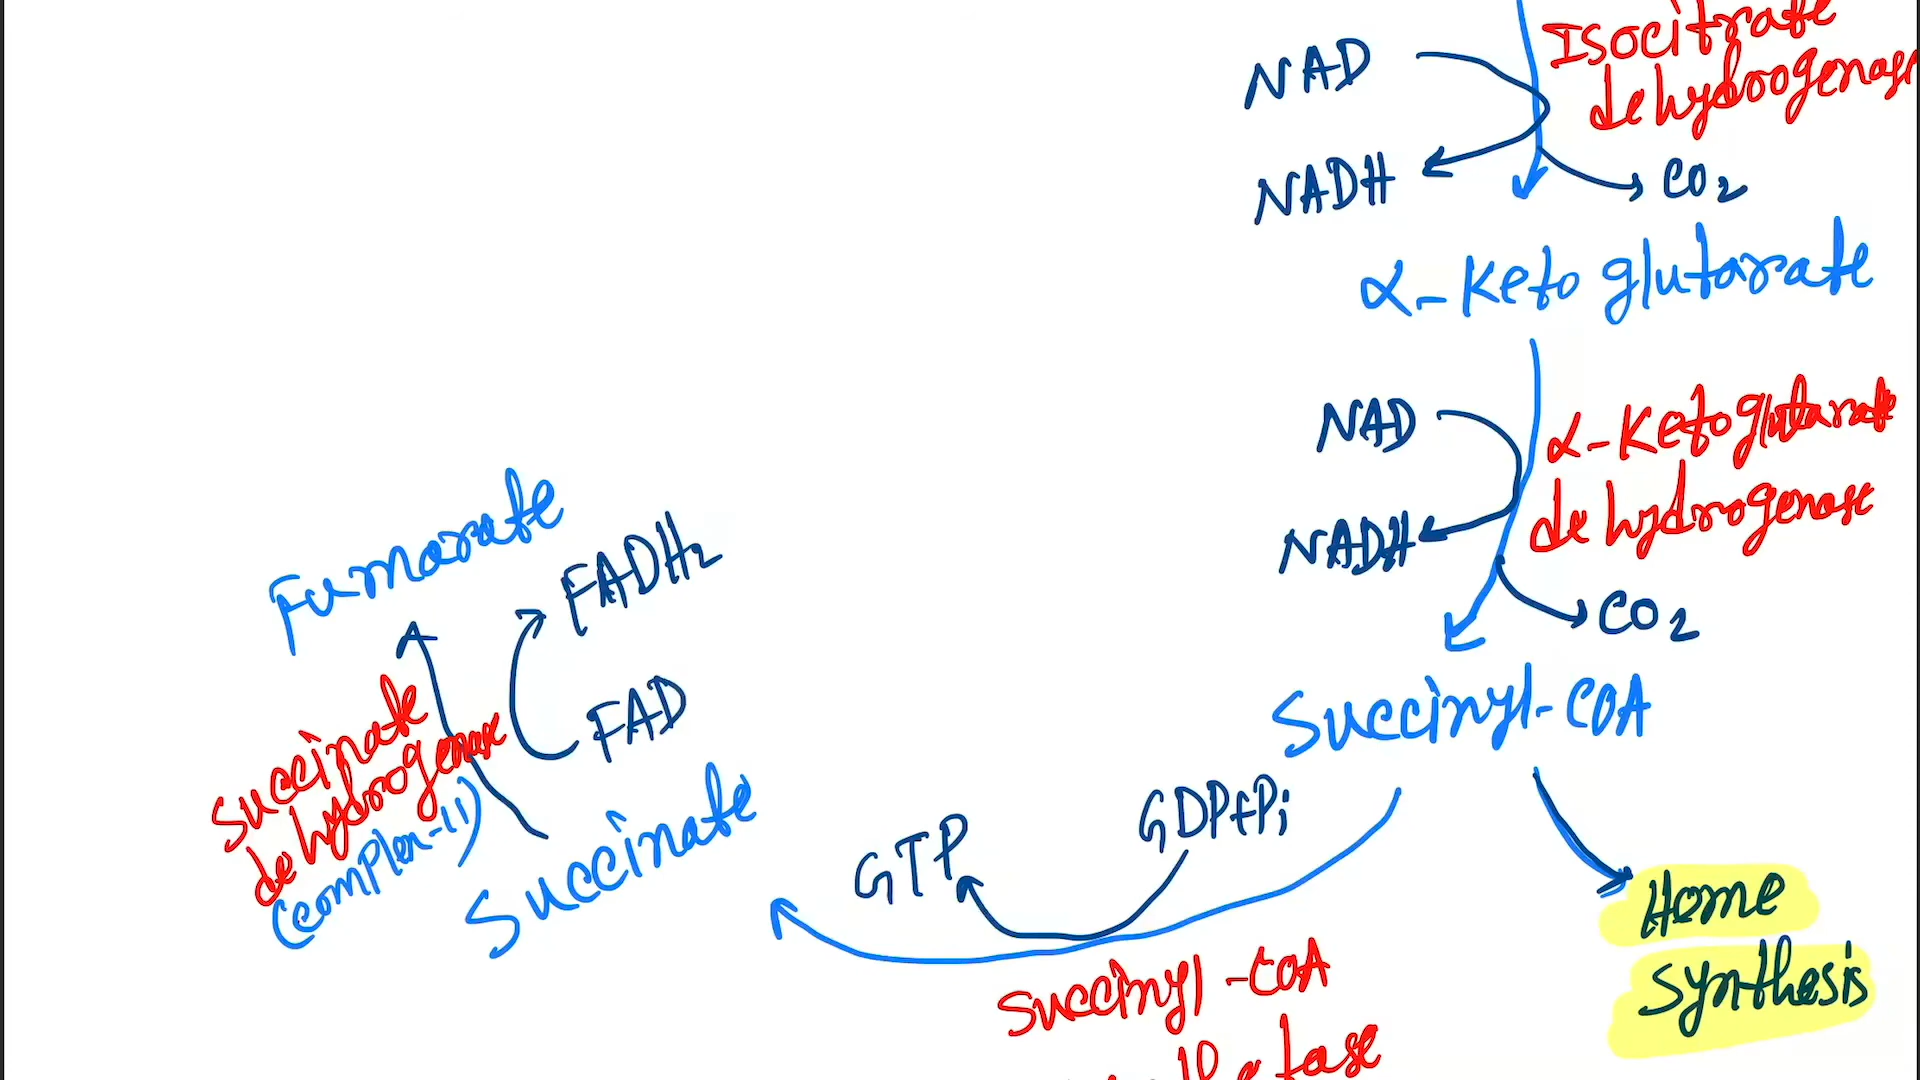 Isocitrate
dehydrogenase
NAD
NADH
CO2
α-Keto glutarate
NAD
α-Ketoglutarate
dehydrogenase
NADH
CO2
Succinyl-COA
Fumarate
FADH2
FAD
Succinate
dehydrogenase
(complex-11)
Succinate
GTP
GDP+Pi
Succinyl-COA
Heme
Synthesis